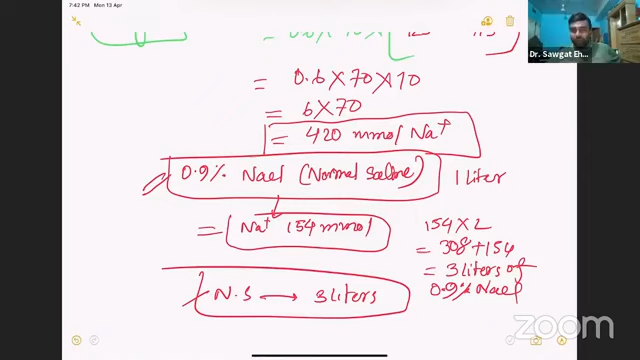 7:42 PM Mon 13 Apr
Dr. Sawgat Eh...
= 0.6 X 70 X 10
= 6 X 70
= 420 mmol Na+
0.9% Nacl (Normal Saline) 1 liter
= Na+ 154 mmol
154 X 2
= 308 + 154
= 3 liters of
0.9% Nacl
N.S → 3 liters
zoom